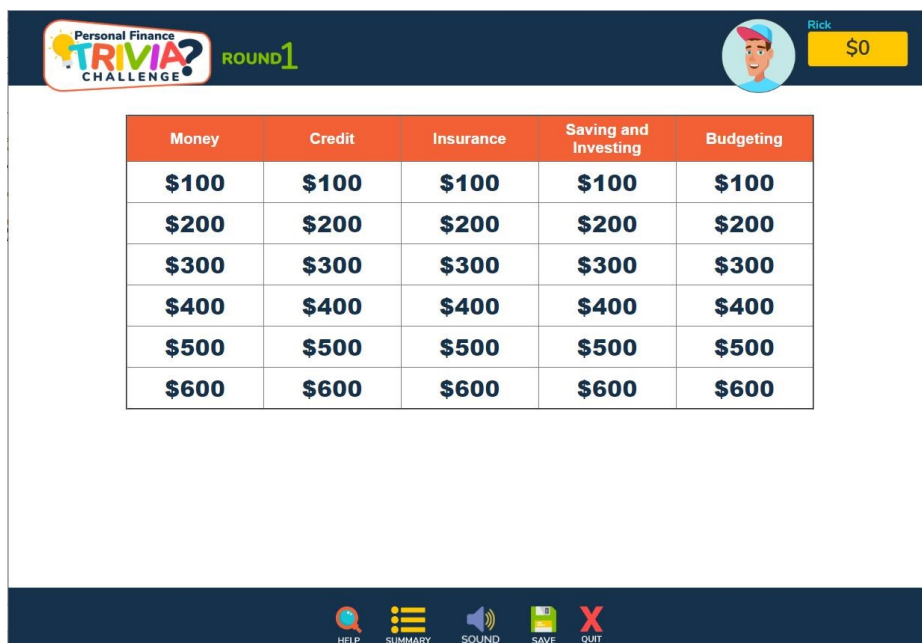 Personal Finance
TRIVIA?
CHALLENGE
ROUND 1
Rick
$0
Money Credit Insurance Saving and Investing Budgeting
$100 $100 $100 $100 $100
$200 $200 $200 $200 $200
$300 $300 $300 $300 $300
$400 $400 $400 $400 $400
$500 $500 $500 $500 $500
$600 $600 $600 $600 $600
HELP SUMMARY SOUND SAVE QUIT